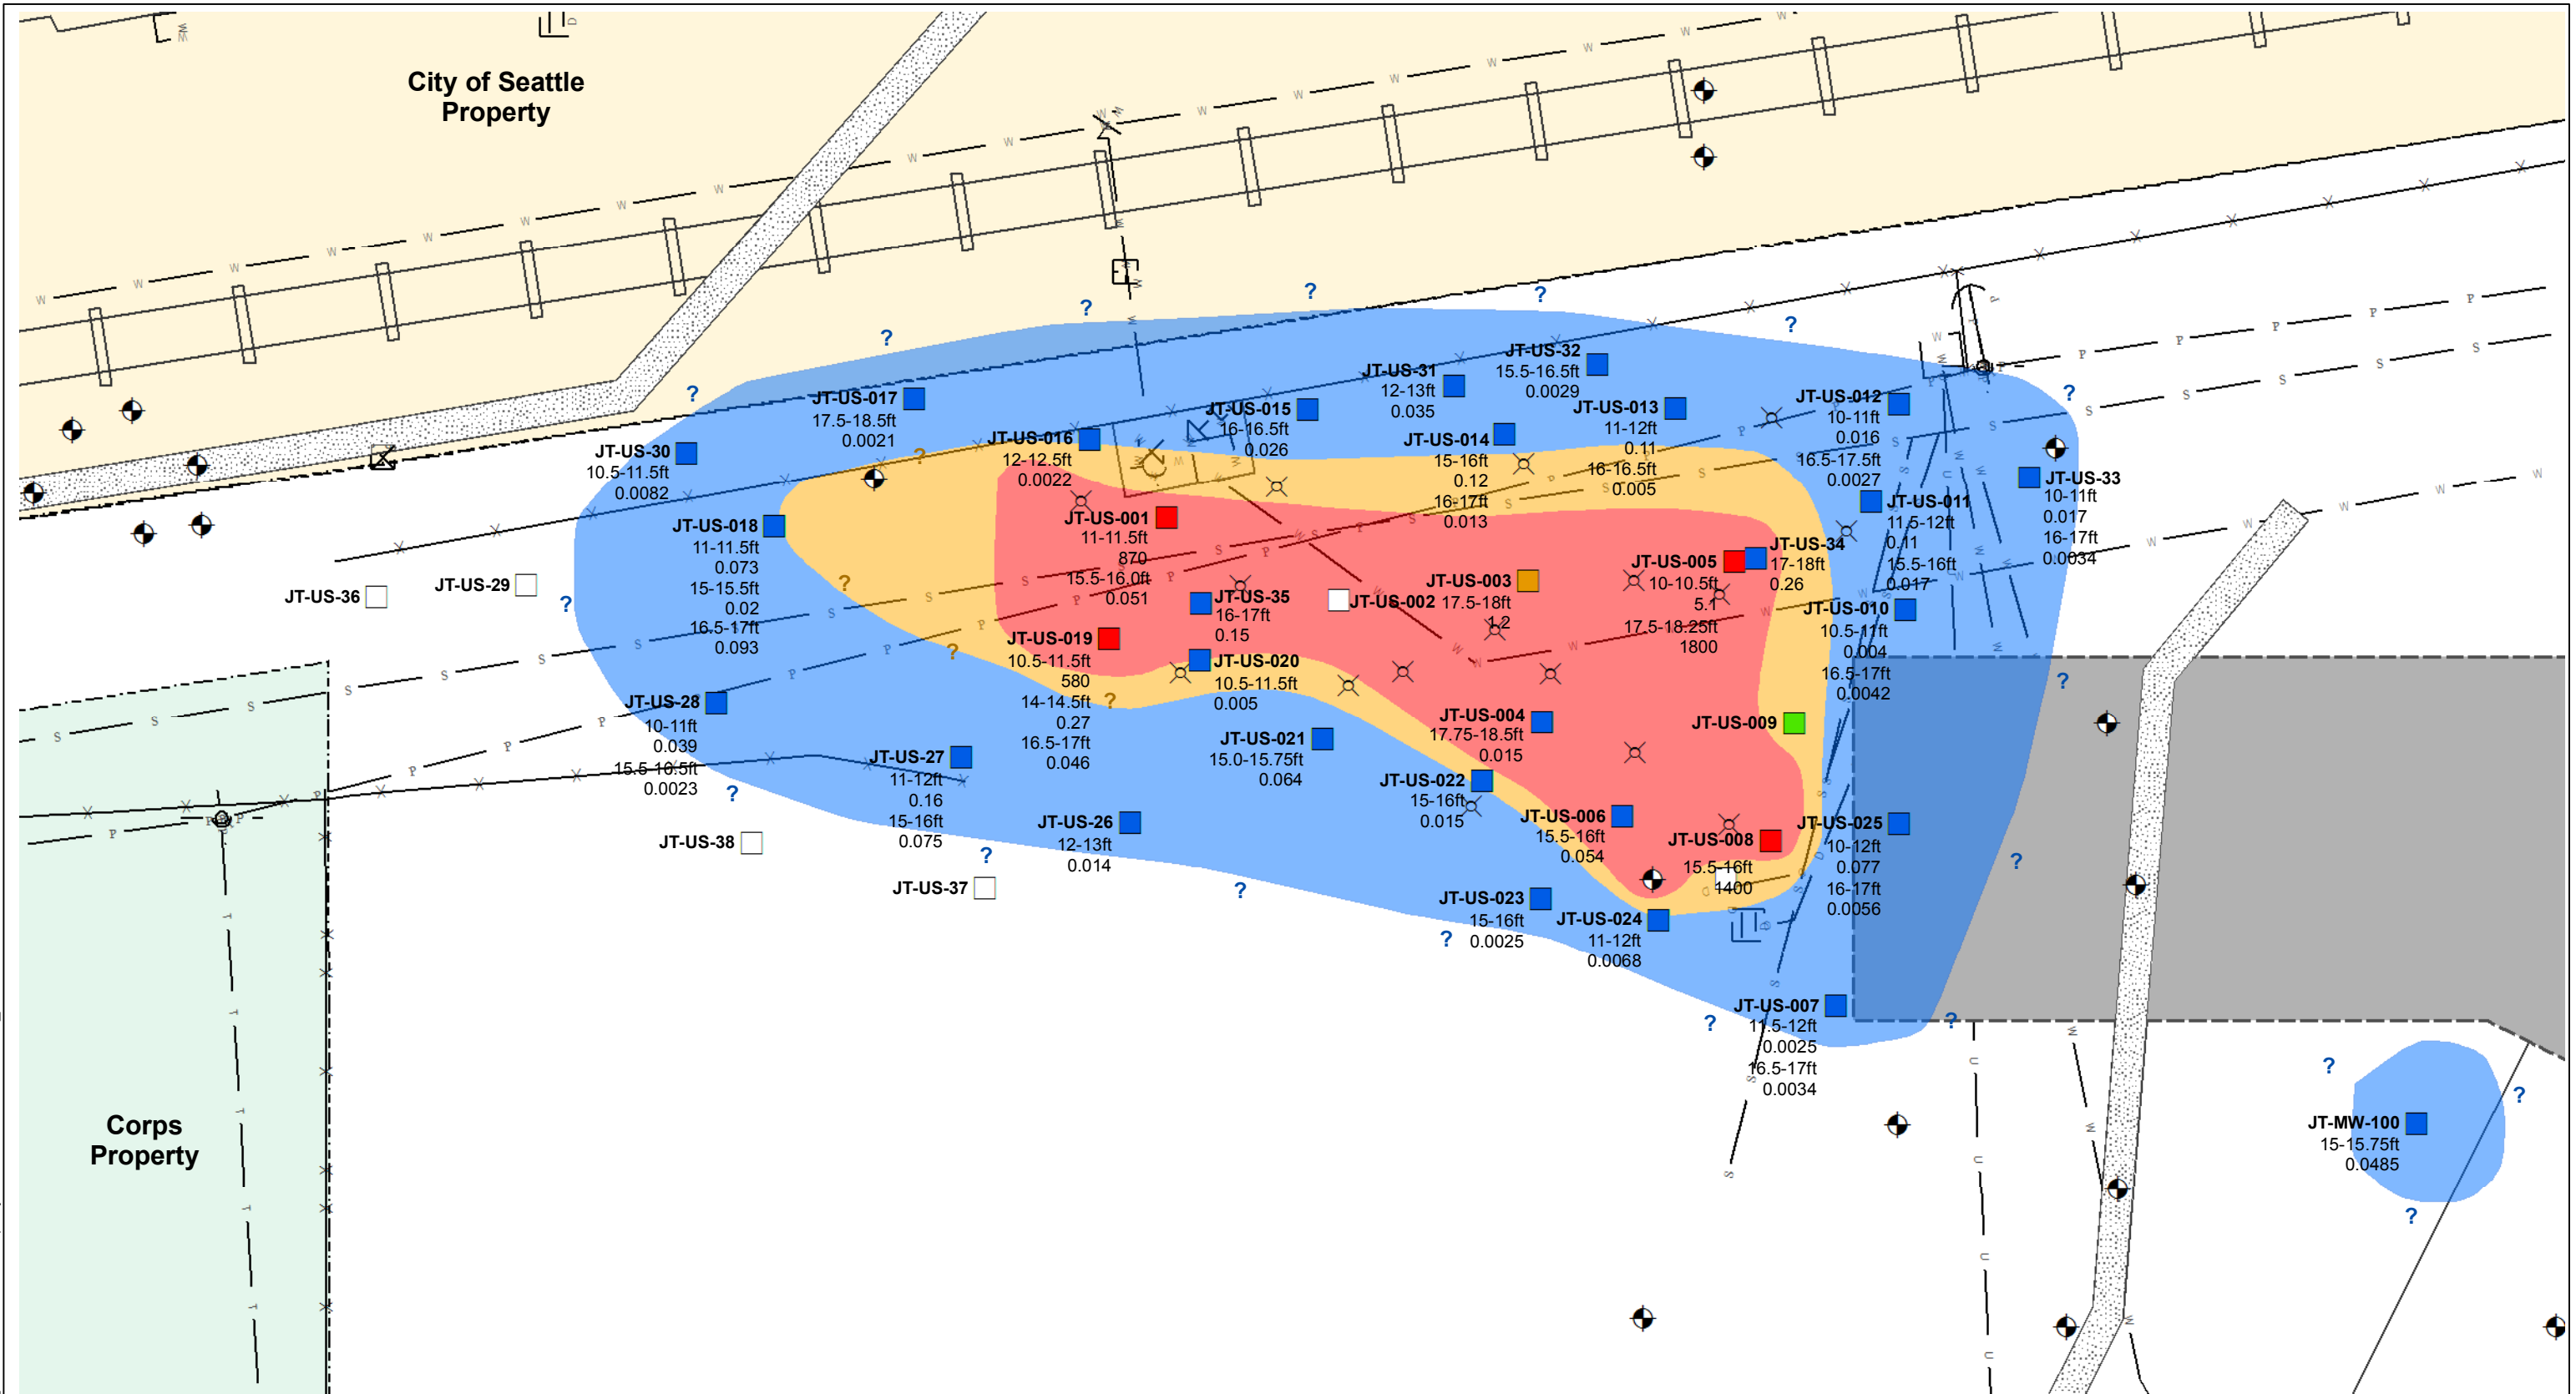 City of Seattle
Property
JT-US-32
15.5-16.5ft
0.0029
JT-US-31
12-13ft
0.035
JT-US-017
17.5-18.5ft
0.0021
JT-US-015
16-16.5ft
0.026
JT-US-013
11-12ft
0.11
16-16.5ft
0.005
JT-US-012
10-11ft
0.016
16.5-17.5ft
0.0027
JT-US-016
12-12.5ft
0.0022
JT-US-014
15-16ft
0.12
16-17ft
0.013
JT-US-30
10.5-11.5ft
0.0082
JT-US-33
10-11ft
0.017
16-17ft
0.0034
JT-US-011
11.5-12ft
0.11
15.5-16ft
0.017
JT-US-001
11-11.5ft
870
15.5-16.0ft
0.051
JT-US-018
11-11.5ft
0.073
15-15.5ft
0.02
16.5-17ft
0.093
JT-US-34
17-18ft
0.26
JT-US-005
10-10.5ft
5.1
17.5-18.25ft
1800
JT-US-003
17.5-18ft
1.2
JT-US-29
JT-US-36
JT-US-35
16-17ft
0.15
JT-US-002
JT-US-010
10.5-11ft
0.004
16.5-17ft
0.0042
JT-US-019
10.5-11.5ft
580
14-14.5ft
0.27
16.5-17ft
0.046
JT-US-020
10.5-11.5ft
0.005
JT-US-28
10-11ft
0.039
15.5-16.5ft
0.0023
JT-US-004
17.75-18.5ft
0.015
JT-US-009
JT-US-021
15.0-15.75ft
0.064
JT-US-27
11-12ft
0.16
15-16ft
0.075
JT-US-022
15-16ft
0.015
JT-US-006
15.5-16ft
0.054
JT-US-26
12-13ft
0.014
JT-US-025
10-12ft
0.077
16-17ft
0.0056
JT-US-008
15.5-16ft
1400
JT-US-38
JT-US-37
JT-US-023
15-16ft
0.0025
JT-US-024
11-12ft
0.0068
JT-US-007
11.5-12ft
0.0025
16.5-17ft
0.0034
Corps
Property
JT-MW-100
15-15.75ft
0.0485